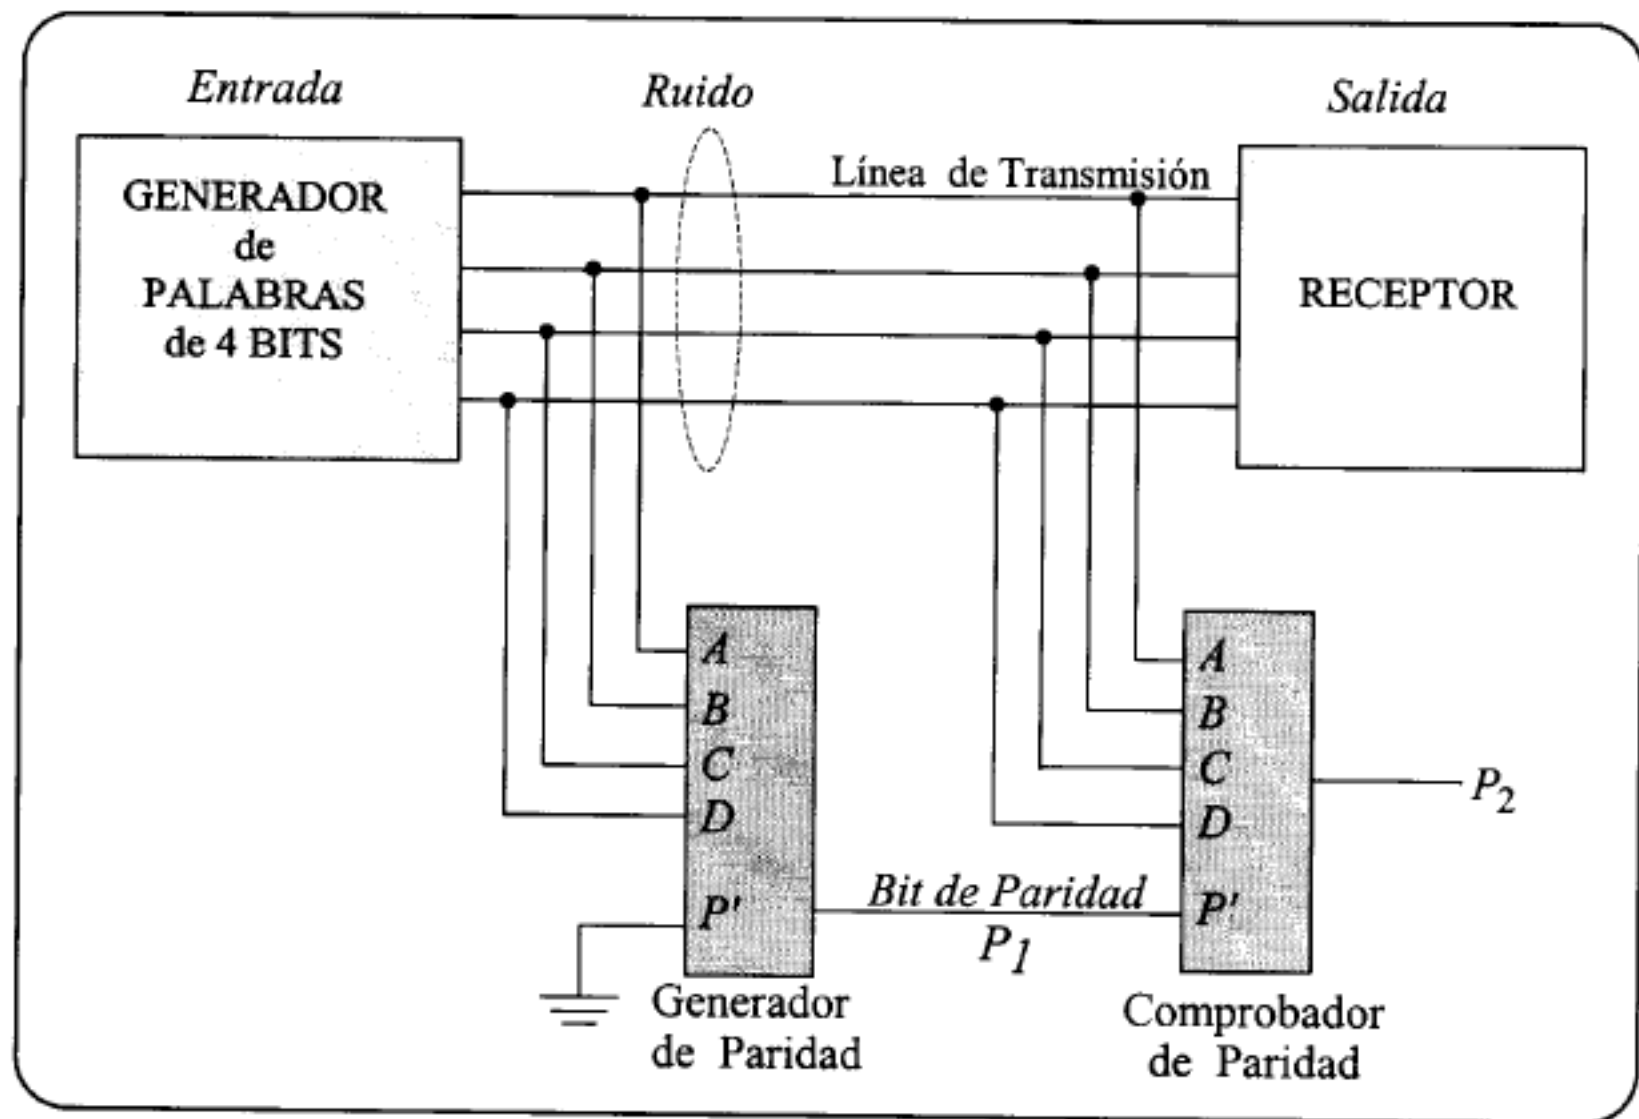 Entrada
Ruido
Salida
GENERADOR
de
PALABRAS
de 4 BITS
Línea de Transmisión
RECEPTOR
A
B
C
D
P'
A
B
C
D
P'
P2
Bit de Paridad
P1
Generador
de Paridad
Comprobador
de Paridad